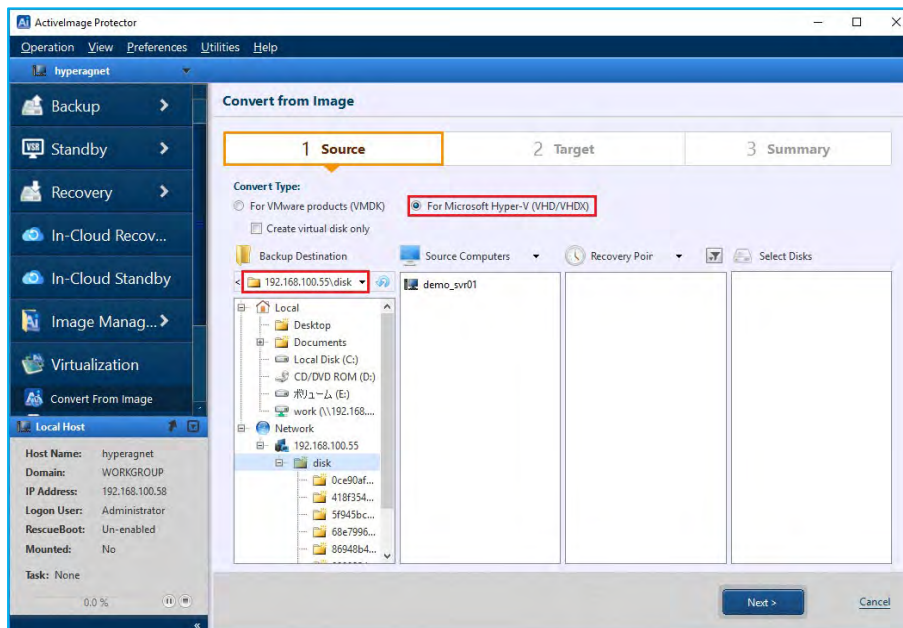 ActiveImage Protector
Operation View Preferences Utilities Help
hyperagnet
Backup
Standby
Recovery
In-Cloud Recov...
In-Cloud Standby
Image Manag...
Virtualization
Convert From Image
Local Host
Host Name: hyperagnet
Domain: WORKGROUP
IP Address: 192.168.100.58
Logon User: Administrator
RescueBoot: Un-enabled
Mounted: No
Task: None
0.0 %
Convert from Image
1 Source 2 Target 3 Summary
Convert Type:
For VMware products (VMDK) For Microsoft Hyper-V (VHD/VHDX)
Create virtual disk only
Backup Destination Source Computers Recovery Poir Select Disks
192.168.100.55\disk
demo_svr01
Local
Desktop
Documents
Local Disk (C:)
CD/DVD ROM (D:)
ボリューム (E:)
work (\\192.168....
Network
192.168.100.55
disk
0ce90af...
418f354...
5f945bc...
68e7996...
86948b4...
Next >
Cancel